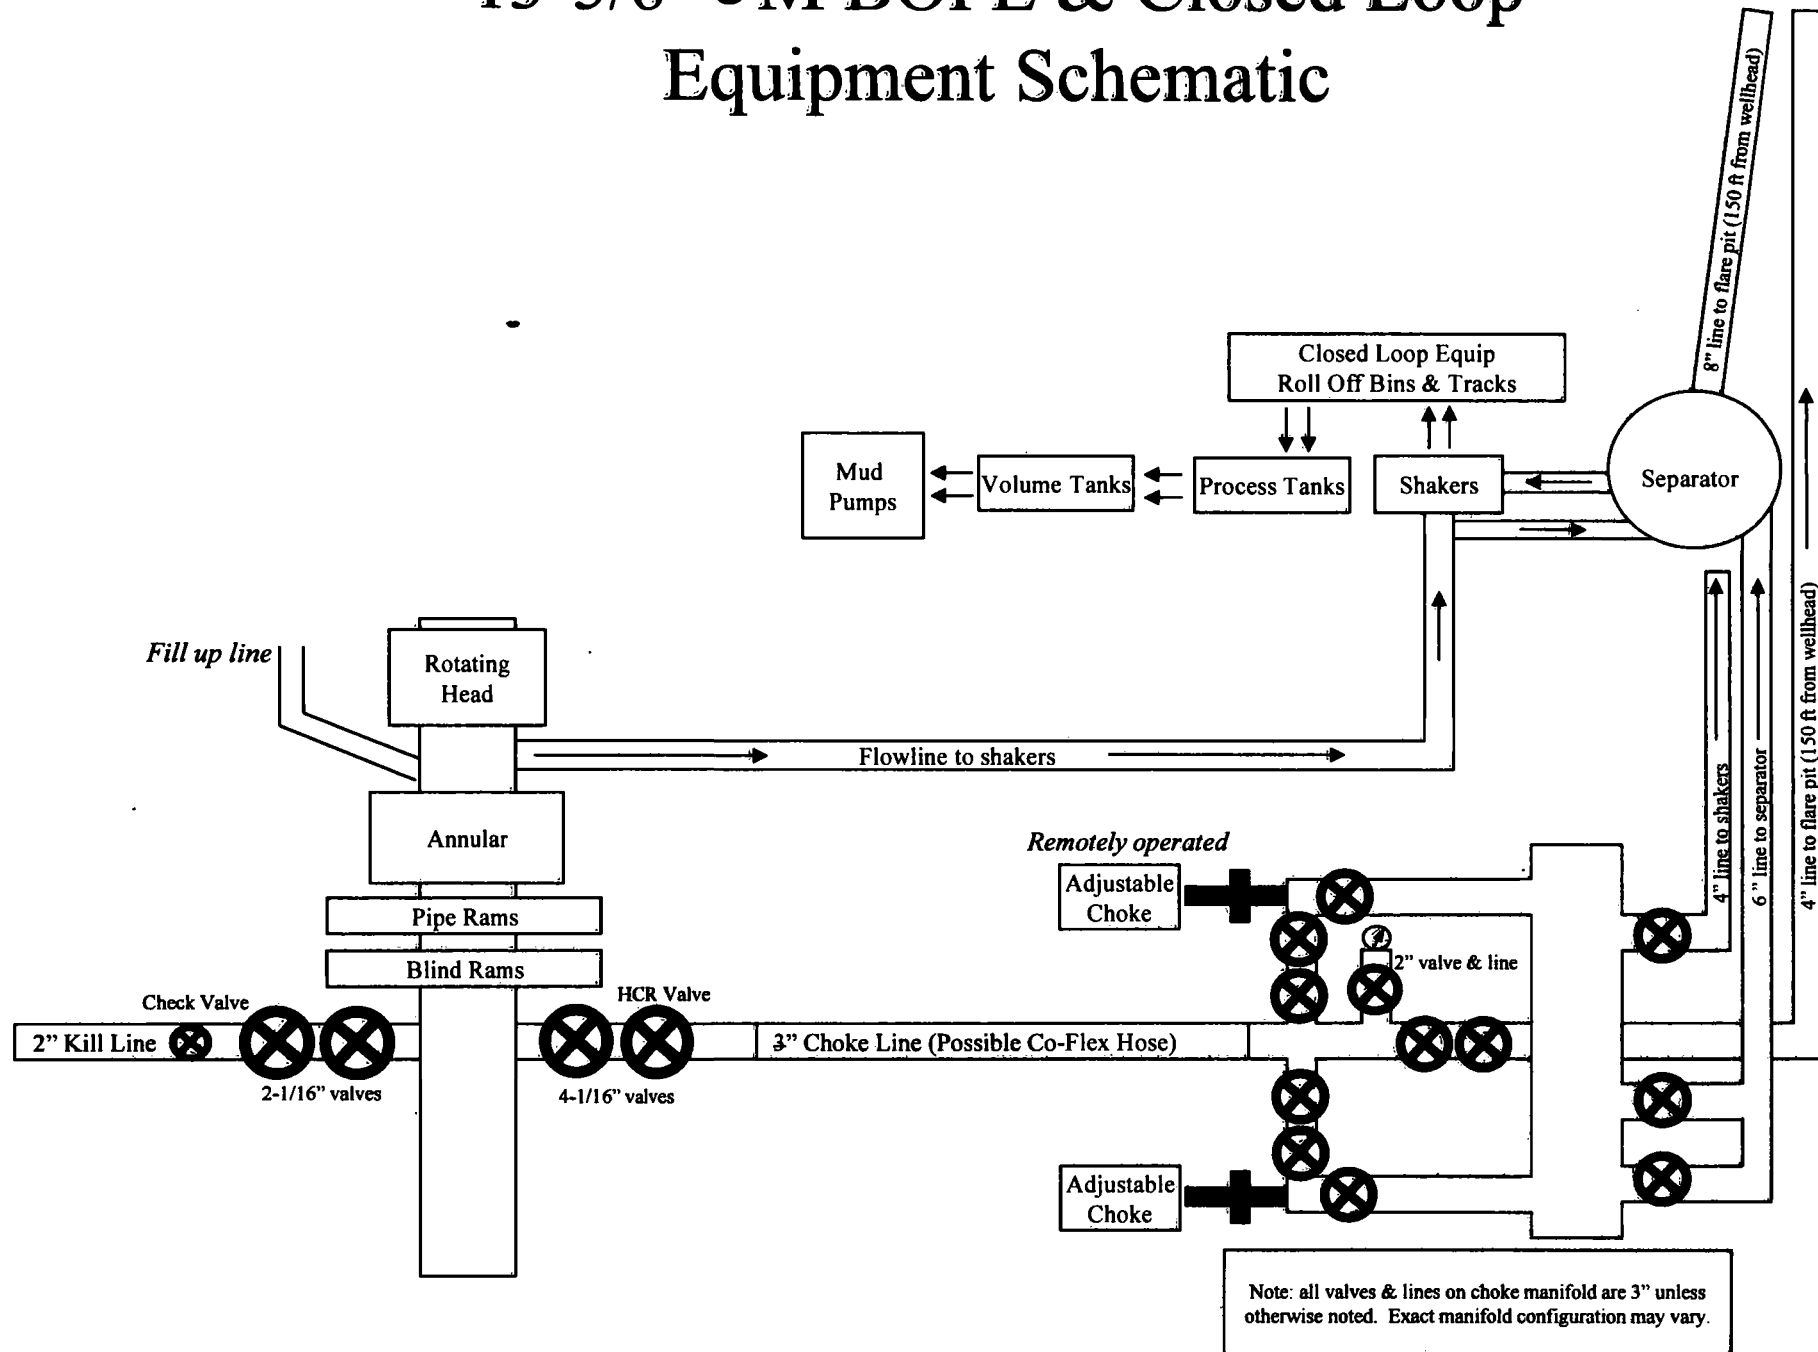 Equipment Schematic
8” line to flare pit (150 ft from wellhead)
Closed Loop Equip
Roll Off Bins & Tracks
Mud
Pumps
Volume Tanks
Process Tanks
Shakers
Separator
Fill up line
Rotating
Head
Flowline to shakers
Annular
Pipe Rams
Blind Rams
Check Valve
HCR Valve
2” Kill Line
3” Choke Line (Possible Co-Flex Hose)
2-1/16” valves
4-1/16” valves
Remotely operated
Adjustable
Choke
2” valve & line
4” line to shakers
6 ” line to separator
4” line to flare pit (150 ft from wellhead)
Adjustable
Choke
Note: all valves & lines on choke manifold are 3” unless
otherwise noted. Exact manifold configuration may vary.